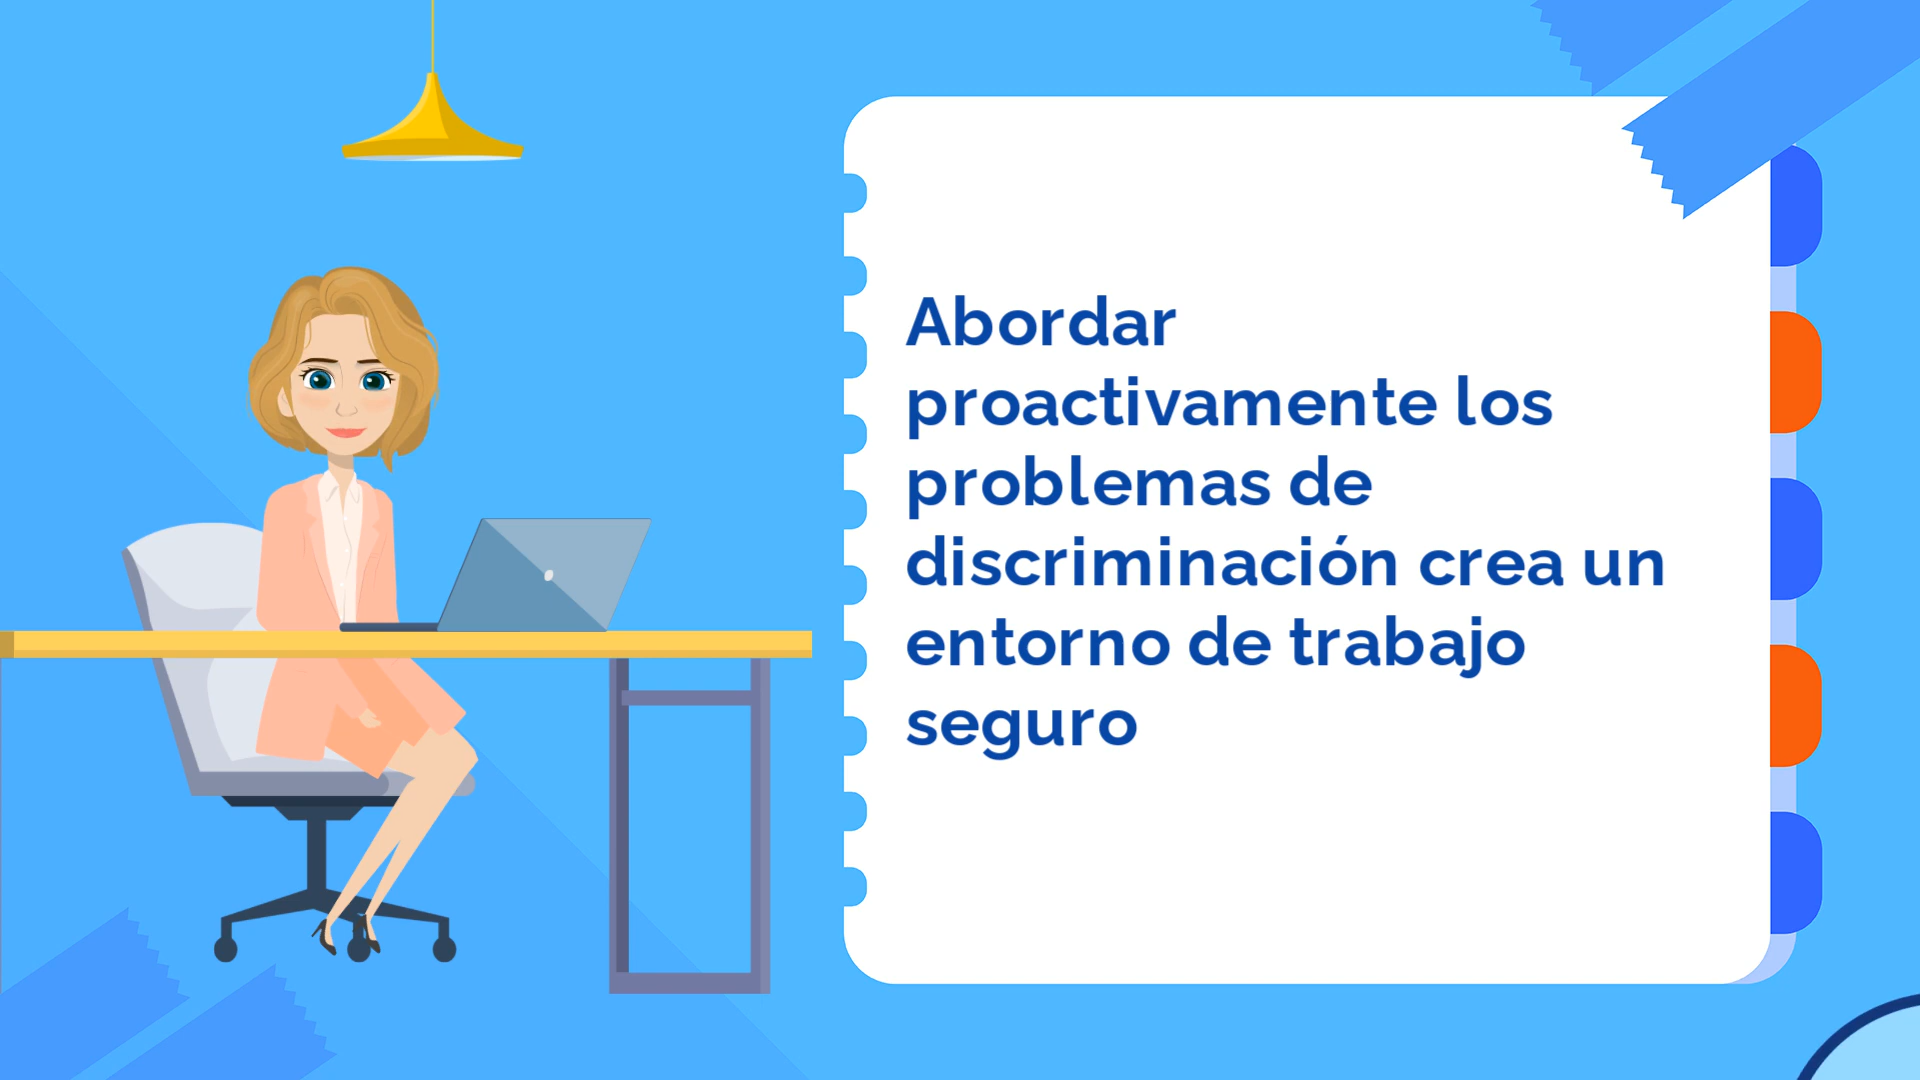 Abordar
proactivamente los
problemas de
discriminación crea un
entorno de trabajo
seguro